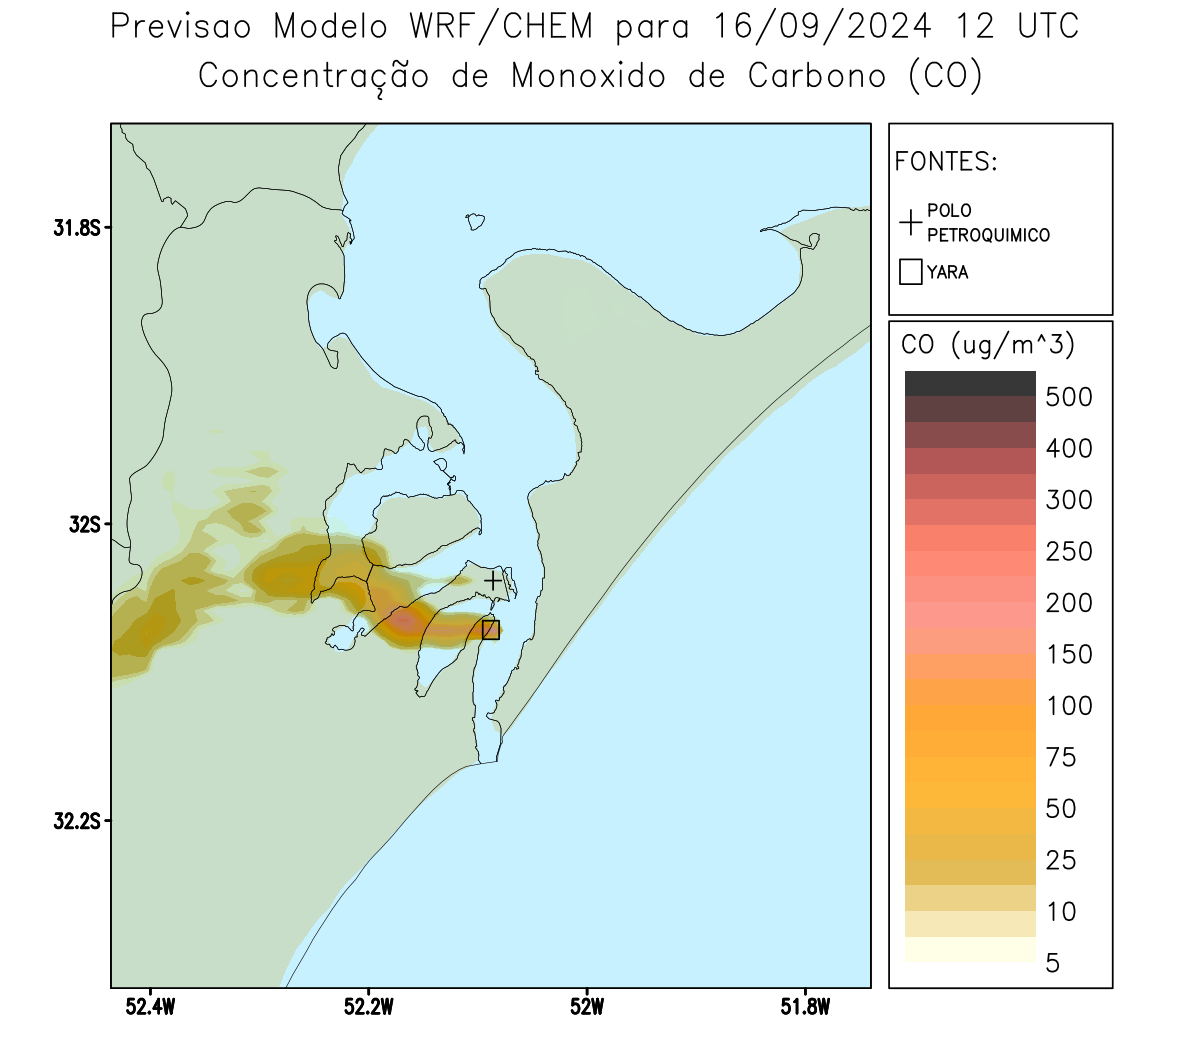 Previsao Modelo WRF/CHEM para 16/09/2024 12 UTC
Concentração de Monoxido de Carbono (CO)
FONTES:
POLO
PETROQUIMICO
YARA
CO (ug/m^3)
500
400
300
250
200
150
100
75
50
25
10
5
31.8S
32S
32.2S
52.4W
52.2W
52W
51.8W